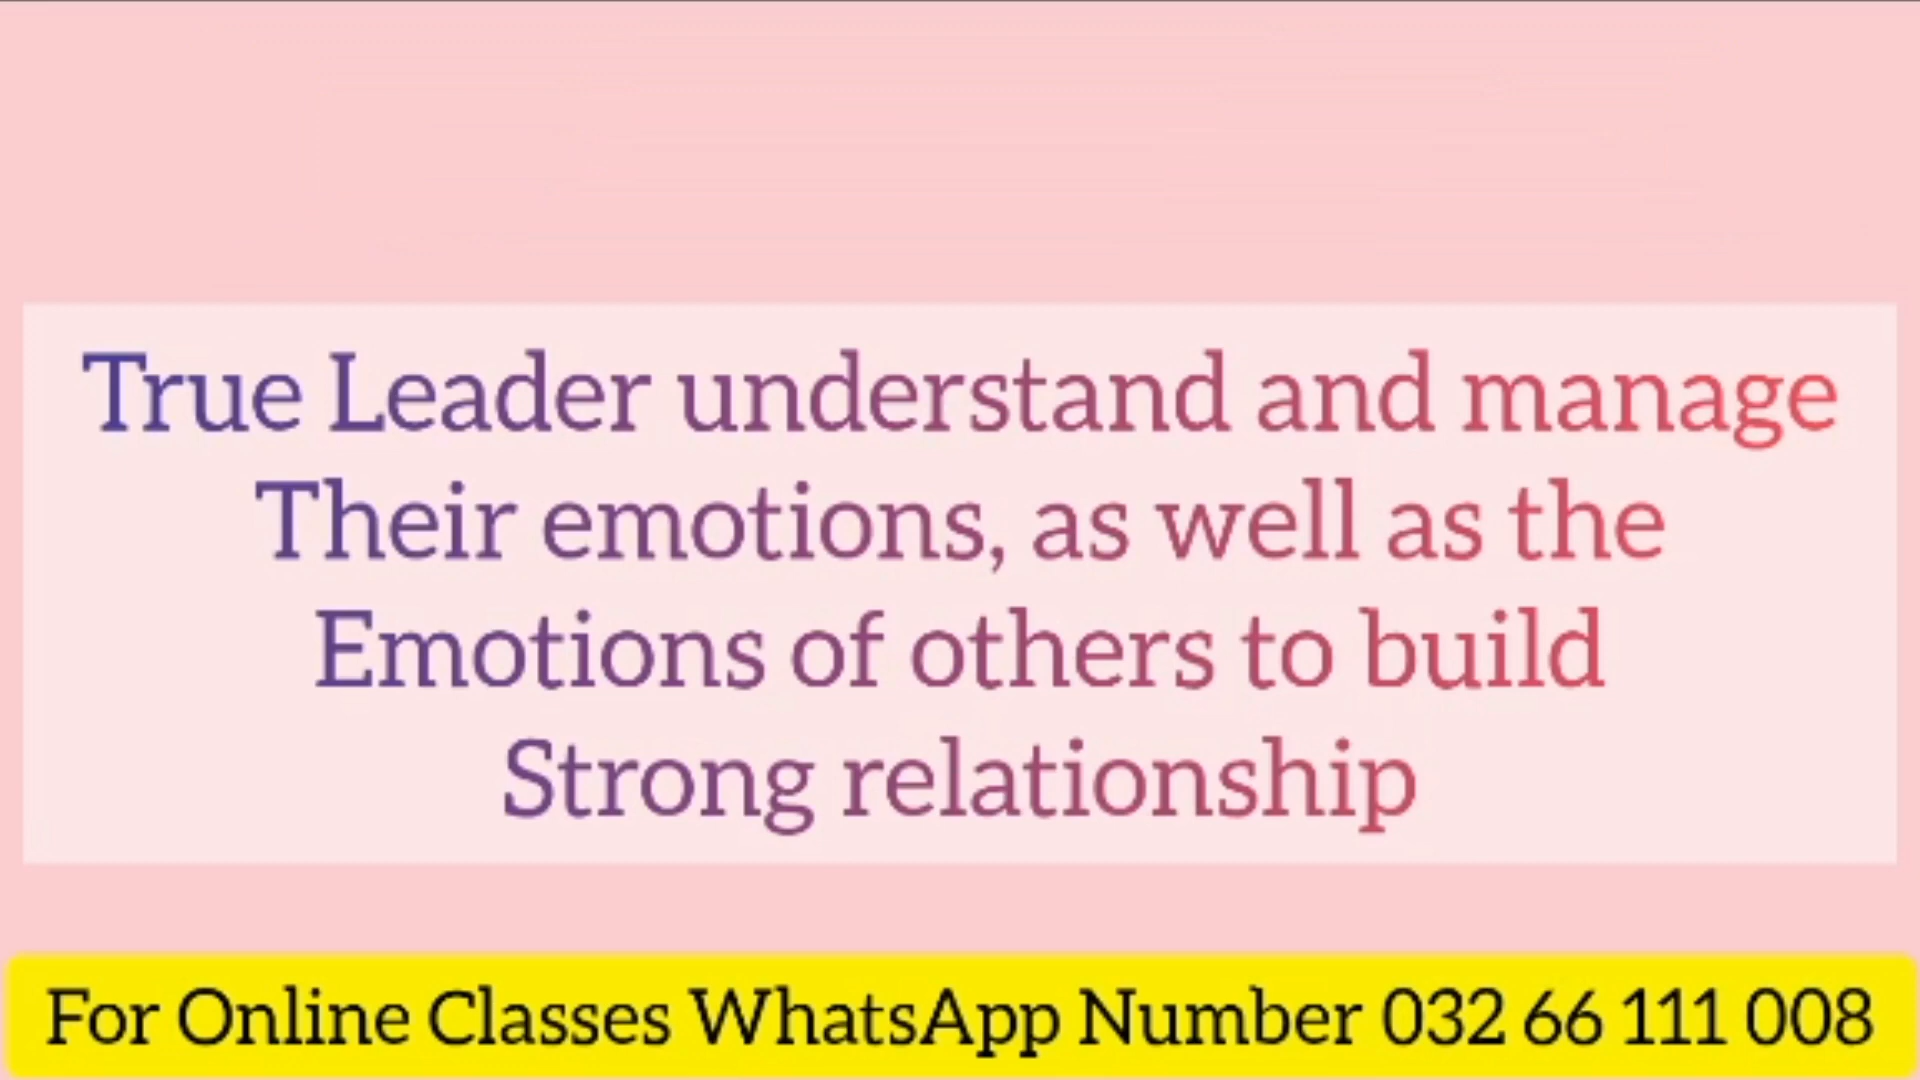 True Leader understand and manage
Their emotions, as well as the
Emotions of others to build
Strong relationship
For Online Classes WhatsApp Number 032 66 111 008